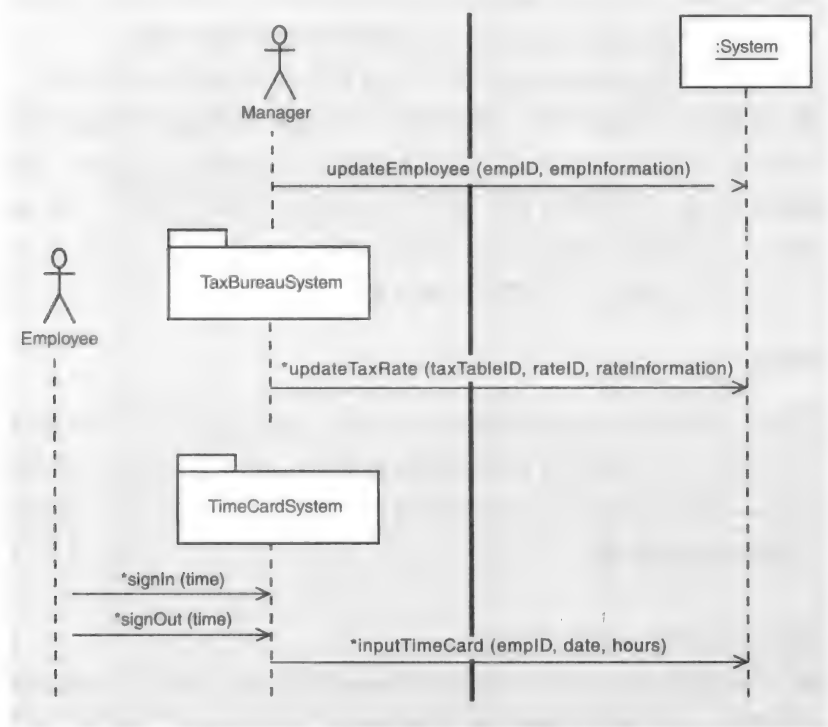 :System
Manager
updateEmployee (empID, empInformation)
TaxBureauSystem
Employee
*updateTaxRate (taxTableID, rateID, rateInformation)
TimeCardSystem
*signIn (time)
*signOut (time)
*inputTimeCard (empID, date, hours)